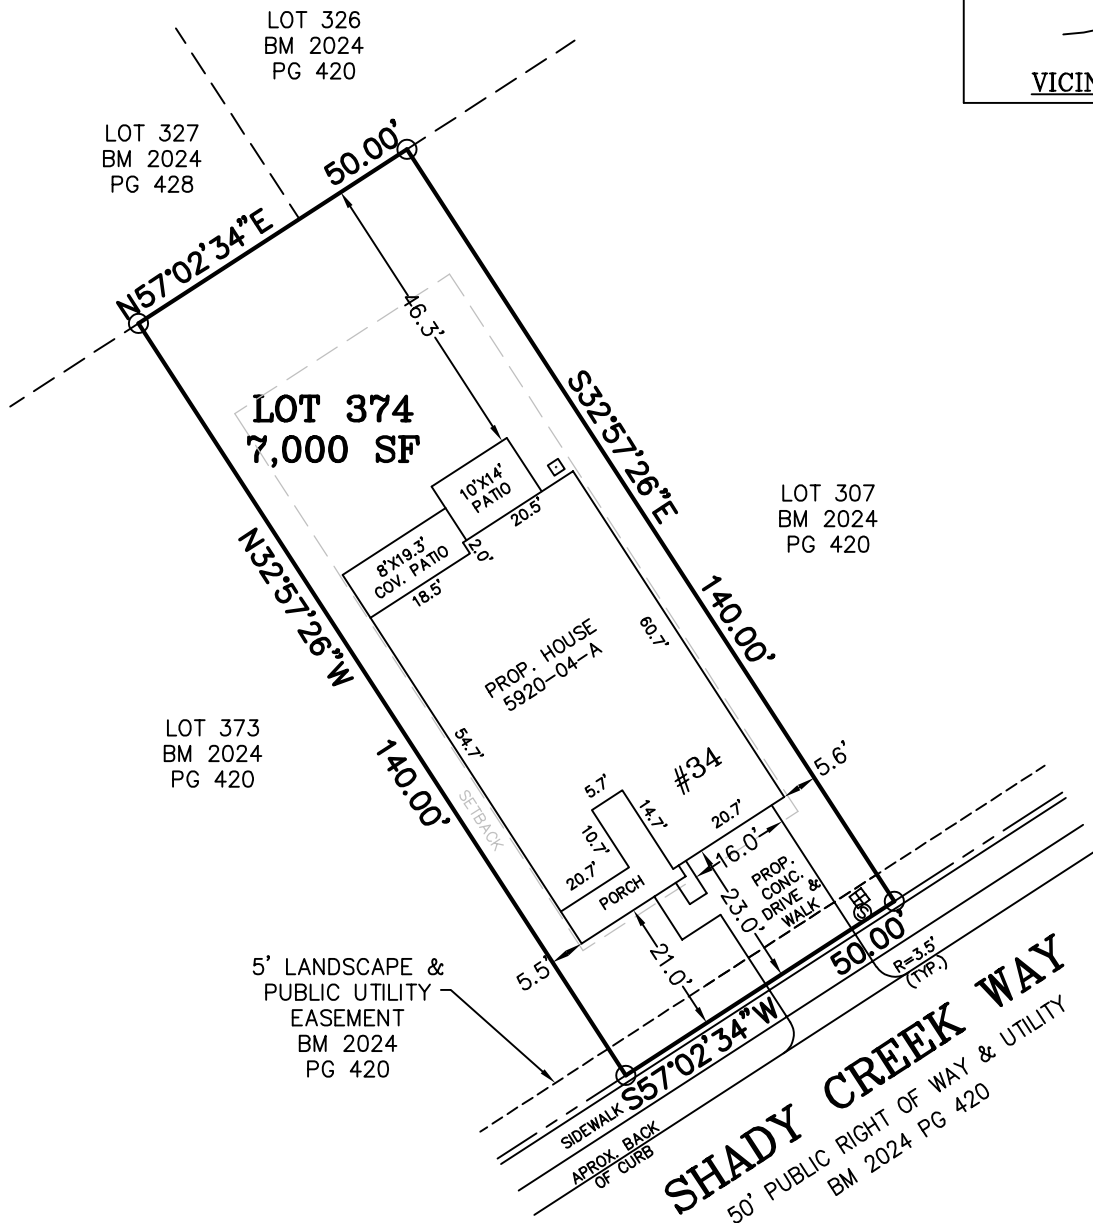 LOT 326
BM 2024
PG 420
VICIN
LOT 327
BM 2024
PG 428
50.00'
N57°02'34"E
46.3'
LOT 374
7,000 SF
S32°57'26"E
140.00'
LOT 307
BM 2024
PG 420
10'X14'
PATIO
20.5'
8'X19.3'
COV. PATIO
2.0'
18.5'
N32°57'26"W
140.00'
PROP. HOUSE
5920-04-A
60.7'
54.7'
LOT 373
BM 2024
PG 420
SETBACK
#34
5.6'
5.7'
14.7'
10.7'
20.7'
20.7'
16.0'
PORCH
PROP.
CONC.
DRIVE &
WALK
23.0'
21.0'
5.5'
5' LANDSCAPE &
PUBLIC UTILITY
EASEMENT
BM 2024
PG 420
50.00'
S57°02'34"W
R=3.5'
(TYP.)
S
SIDEWALK
APROX. BACK
OF CURB
SHADY CREEK WAY
50' PUBLIC RIGHT OF WAY & UTILITY
BM 2024 PG 420